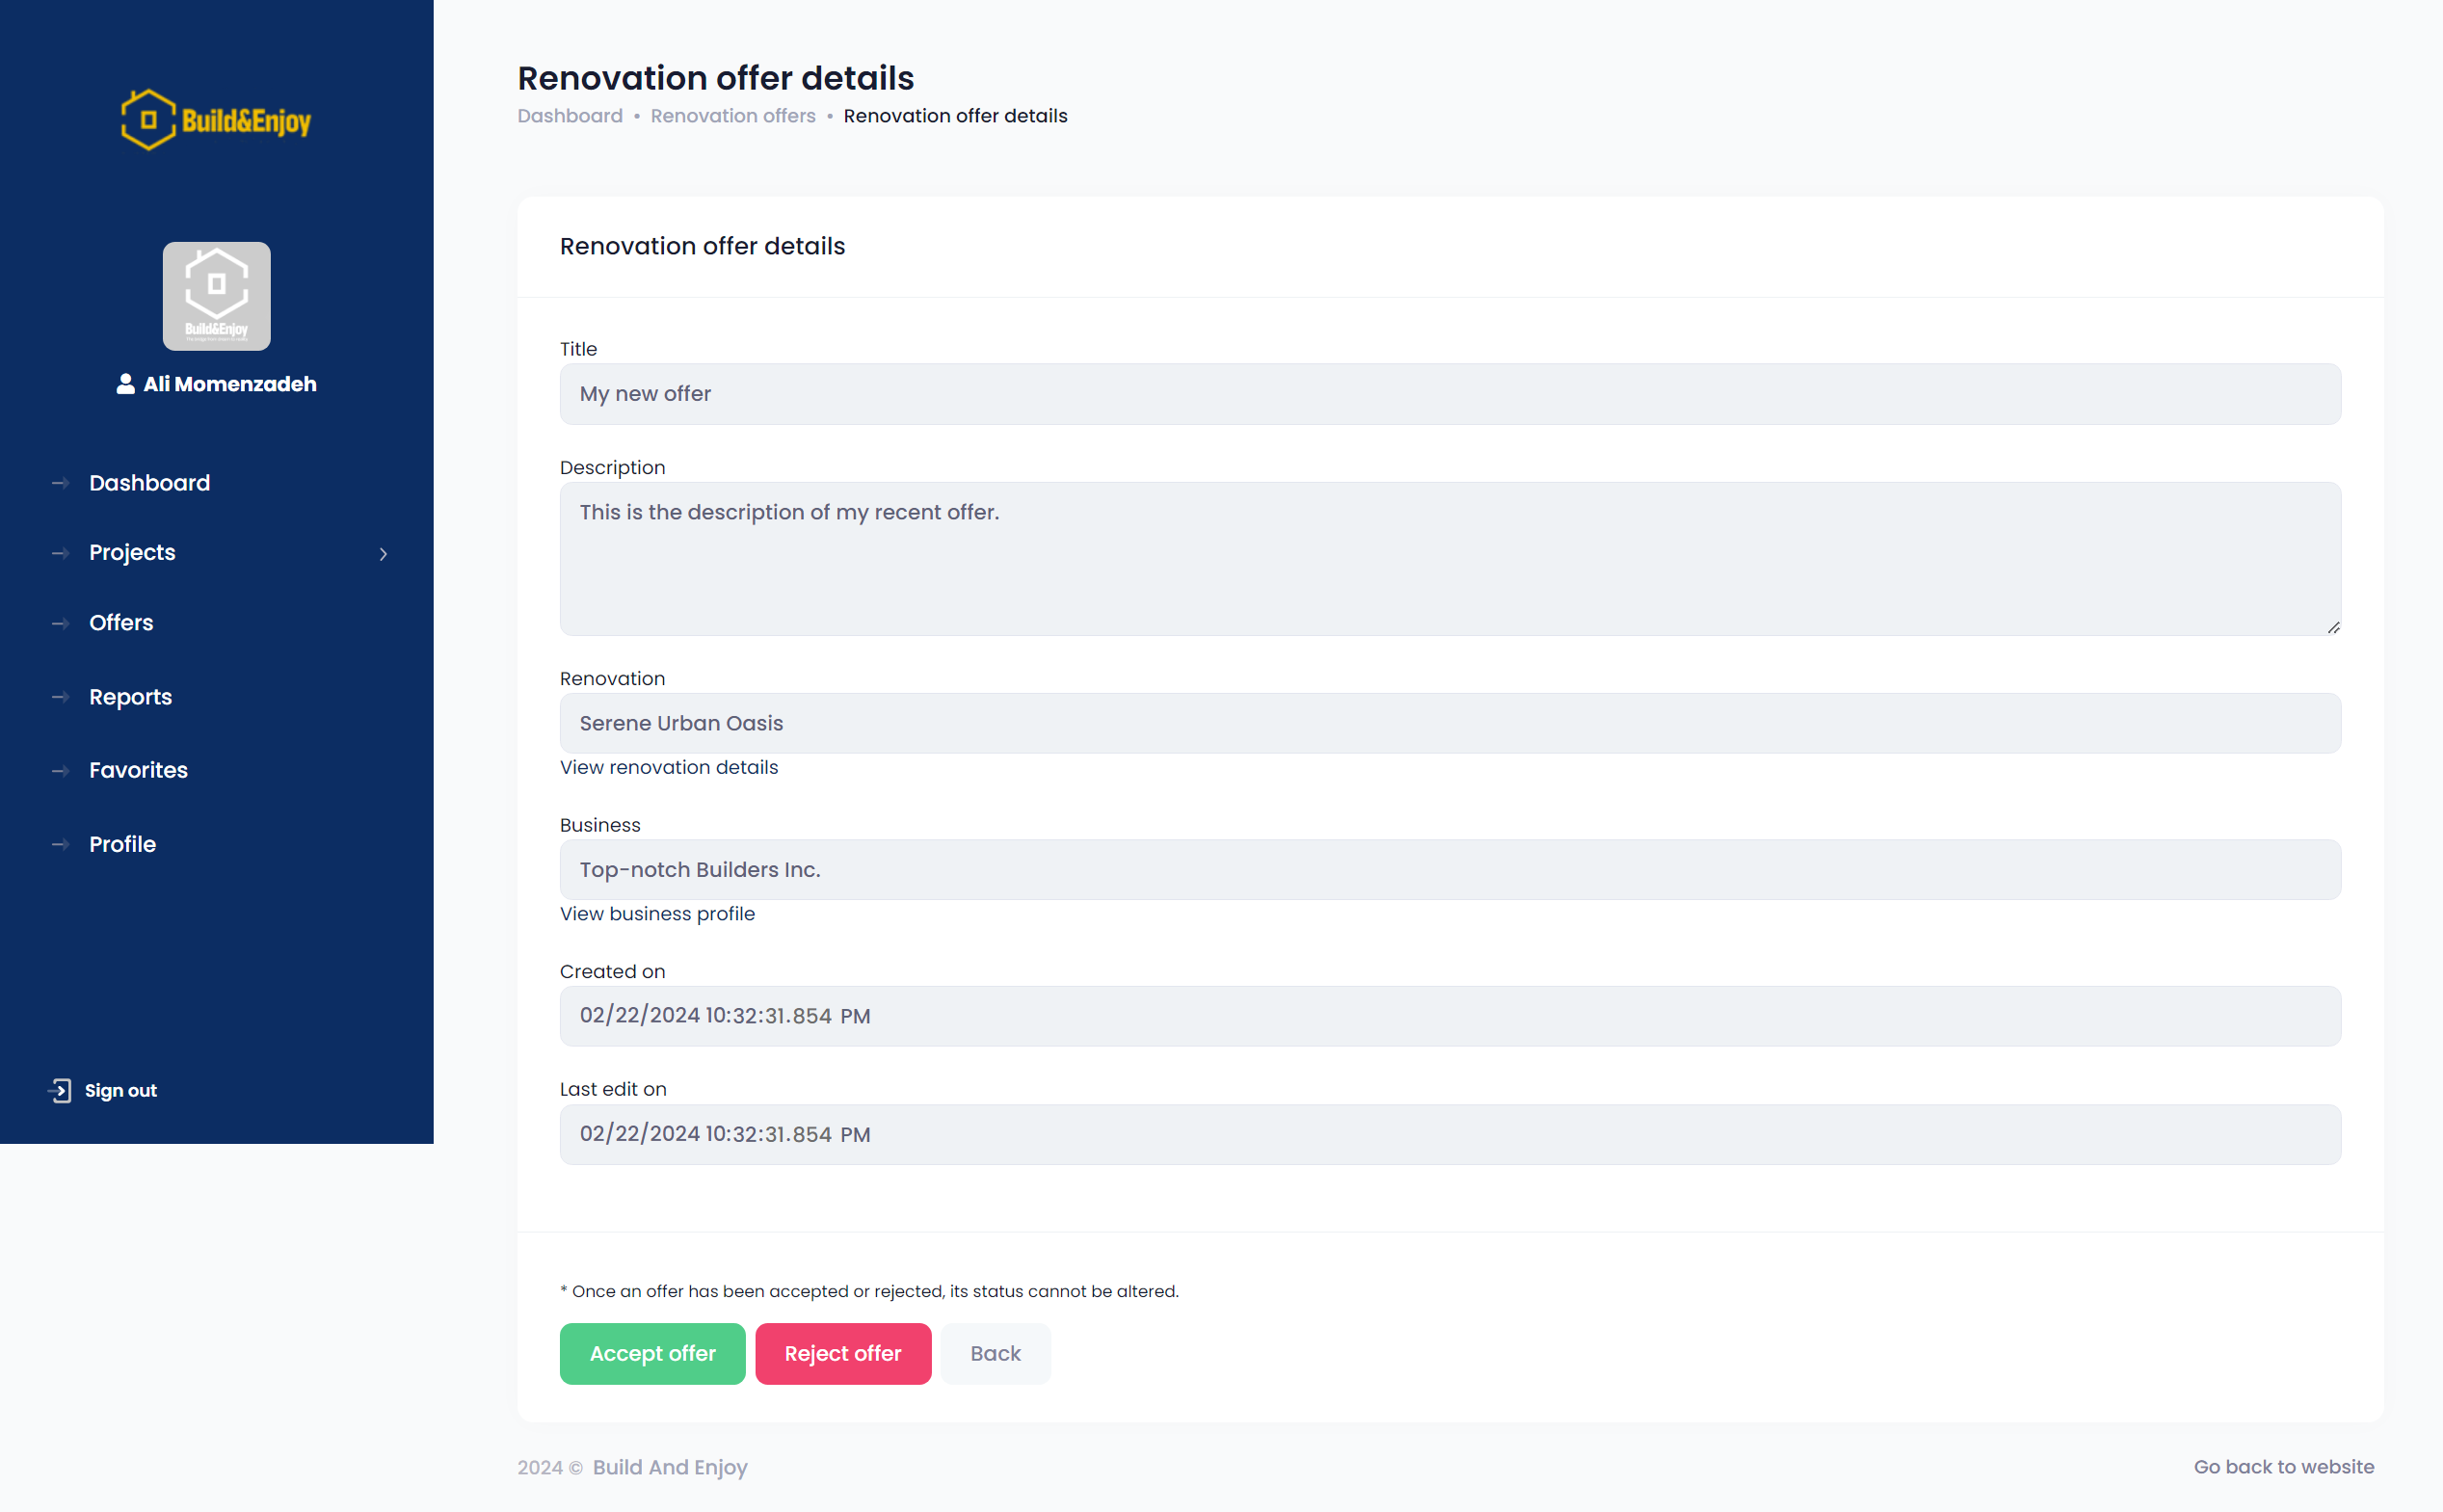 Build&Enjoy
Build&Enjoy
Ali Momenzadeh
Dashboard
Projects
Offers
Reports
Favorites
Profile
Sign out
Renovation offer details
Dashboard • Renovation offers • Renovation offer details
Renovation offer details
Title
My new offer
Description
This is the description of my recent offer.
Renovation
Serene Urban Oasis
View renovation details
Business
Top-notch Builders Inc.
View business profile
Created on
02/22/2024 10:32:31.854 PM
Last edit on
02/22/2024 10:32:31.854 PM
* Once an offer has been accepted or rejected, its status cannot be altered.
Accept offer Reject offer Back
2024 © Build And Enjoy
Go back to website